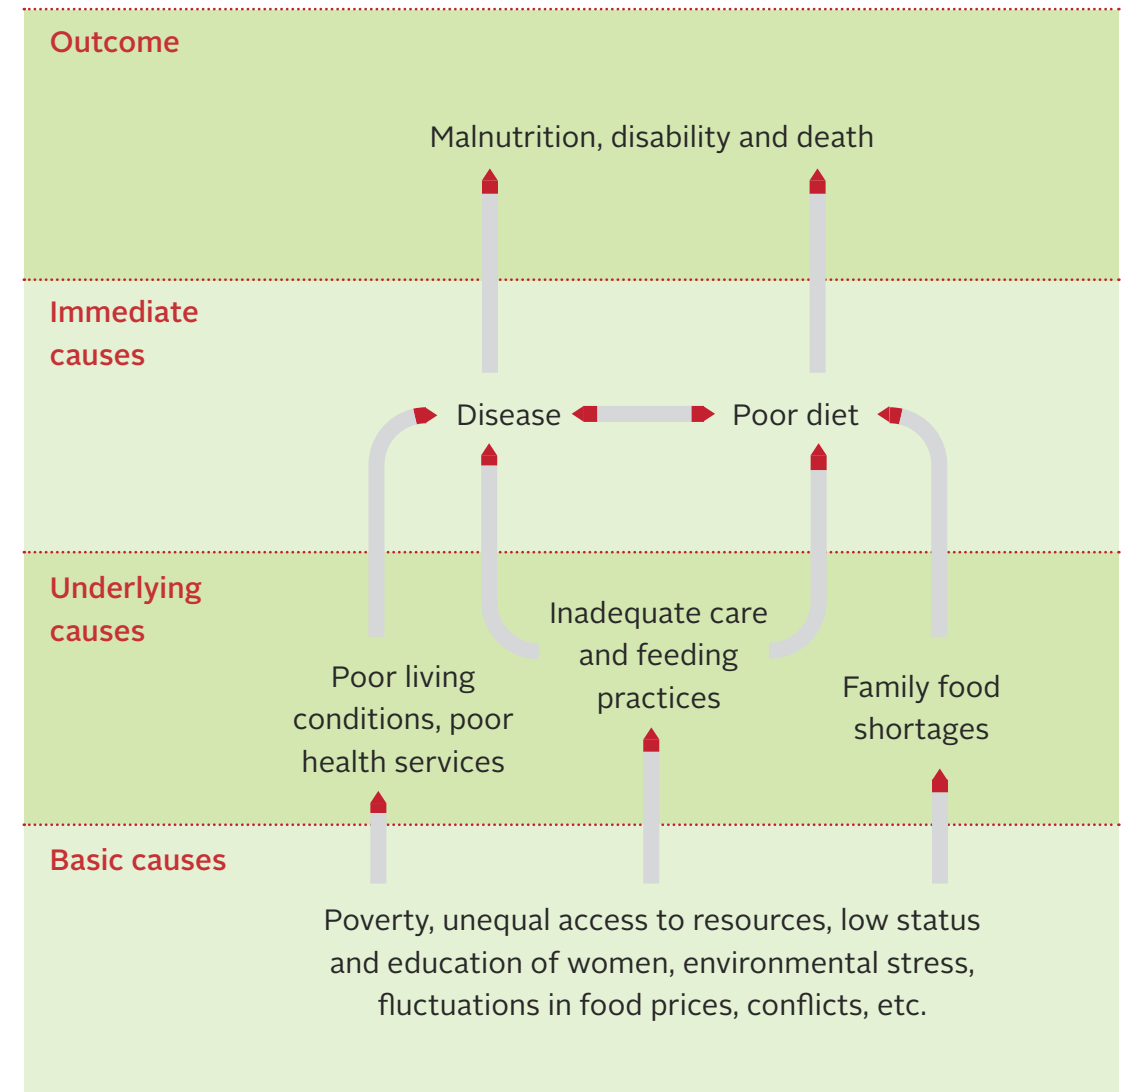 Outcome
Malnutrition, disability and death
Immediate
causes
Disease
Poor diet
Underlying
causes
Poor living
conditions, poor
health services
Inadequate care
and feeding
practices
Family food
shortages
Basic causes
Poverty, unequal access to resources, low status
and education of women, environmental stress,
fluctuations in food prices, conflicts, etc.